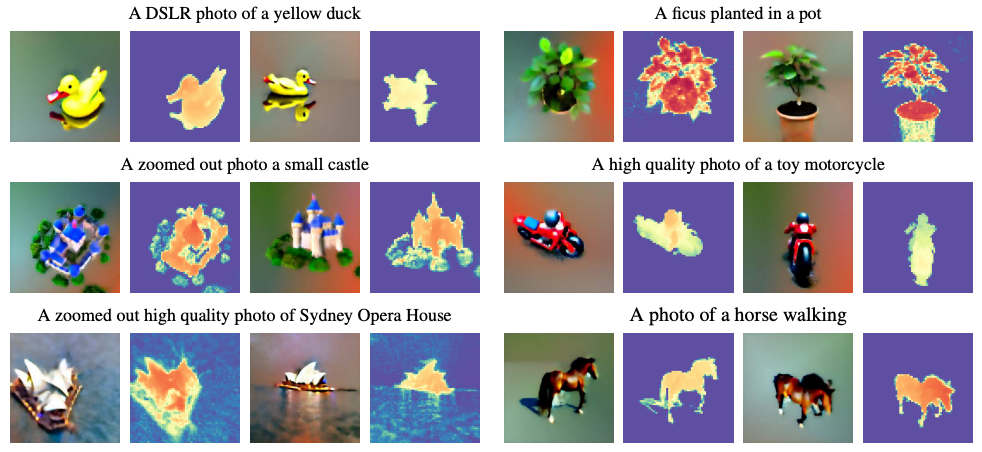 A DSLR photo of a yellow duck
A ficus planted in a pot
A zoomed out photo a small castle
A high quality photo of a toy motorcycle
A zoomed out high quality photo of Sydney Opera House
A photo of a horse walking